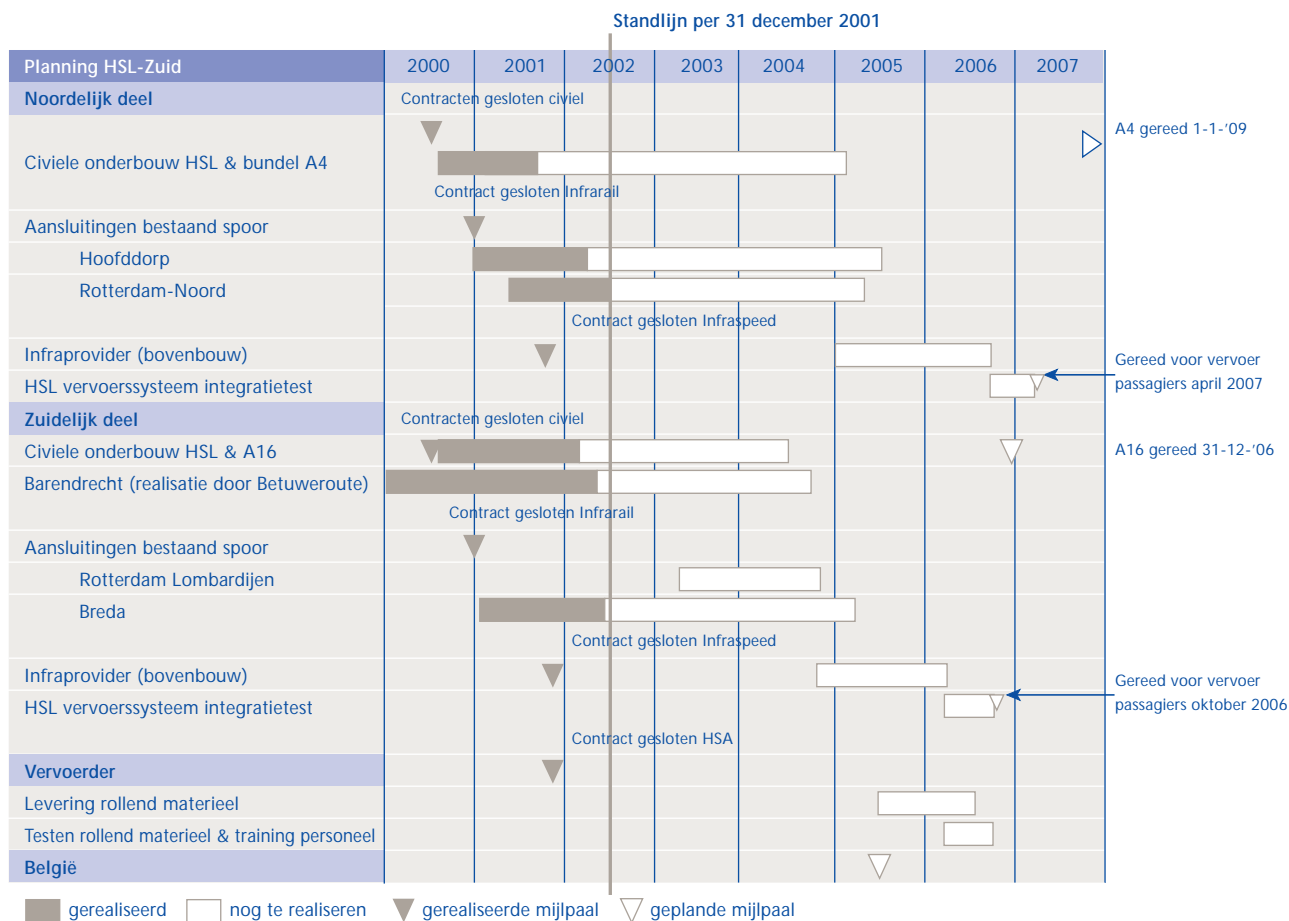 Standlijn per 31 december 2001
Planning HSL-Zuid 2000 2001 2002 2003 2004 2005 2006 2007
Noordelijk deel Contracten gesloten civiel
A4 gereed 1-1-'09
Civiele onderbouw HSL & bundel A4
Contract gesloten Infrarail
Aansluitingen bestaand spoor
Hoofddorp
Rotterdam-Noord
Contract gesloten Infraspeed
Infraprovider (bovenbouw)
Gereed voor vervoer
passagiers april 2007
HSL vervoerssysteem integratietest
Zuidelijk deel Contracten gesloten civiel
Civiele onderbouw HSL & A16 A16 gereed 31-12-'06
Barendrecht (realisatie door Betuweroute)
Contract gesloten Infrarail
Aansluitingen bestaand spoor
Rotterdam Lombardijen
Breda
Contract gesloten Infraspeed
Infraprovider (bovenbouw)
Gereed voor vervoer
passagiers oktober 2006
HSL vervoerssysteem integratietest
Contract gesloten HSA
Vervoerder
Levering rollend materieel
Testen rollend materieel & training personeel
België
gerealiseerd nog te realiseren gerealiseerde mijlpaal geplande mijlpaal